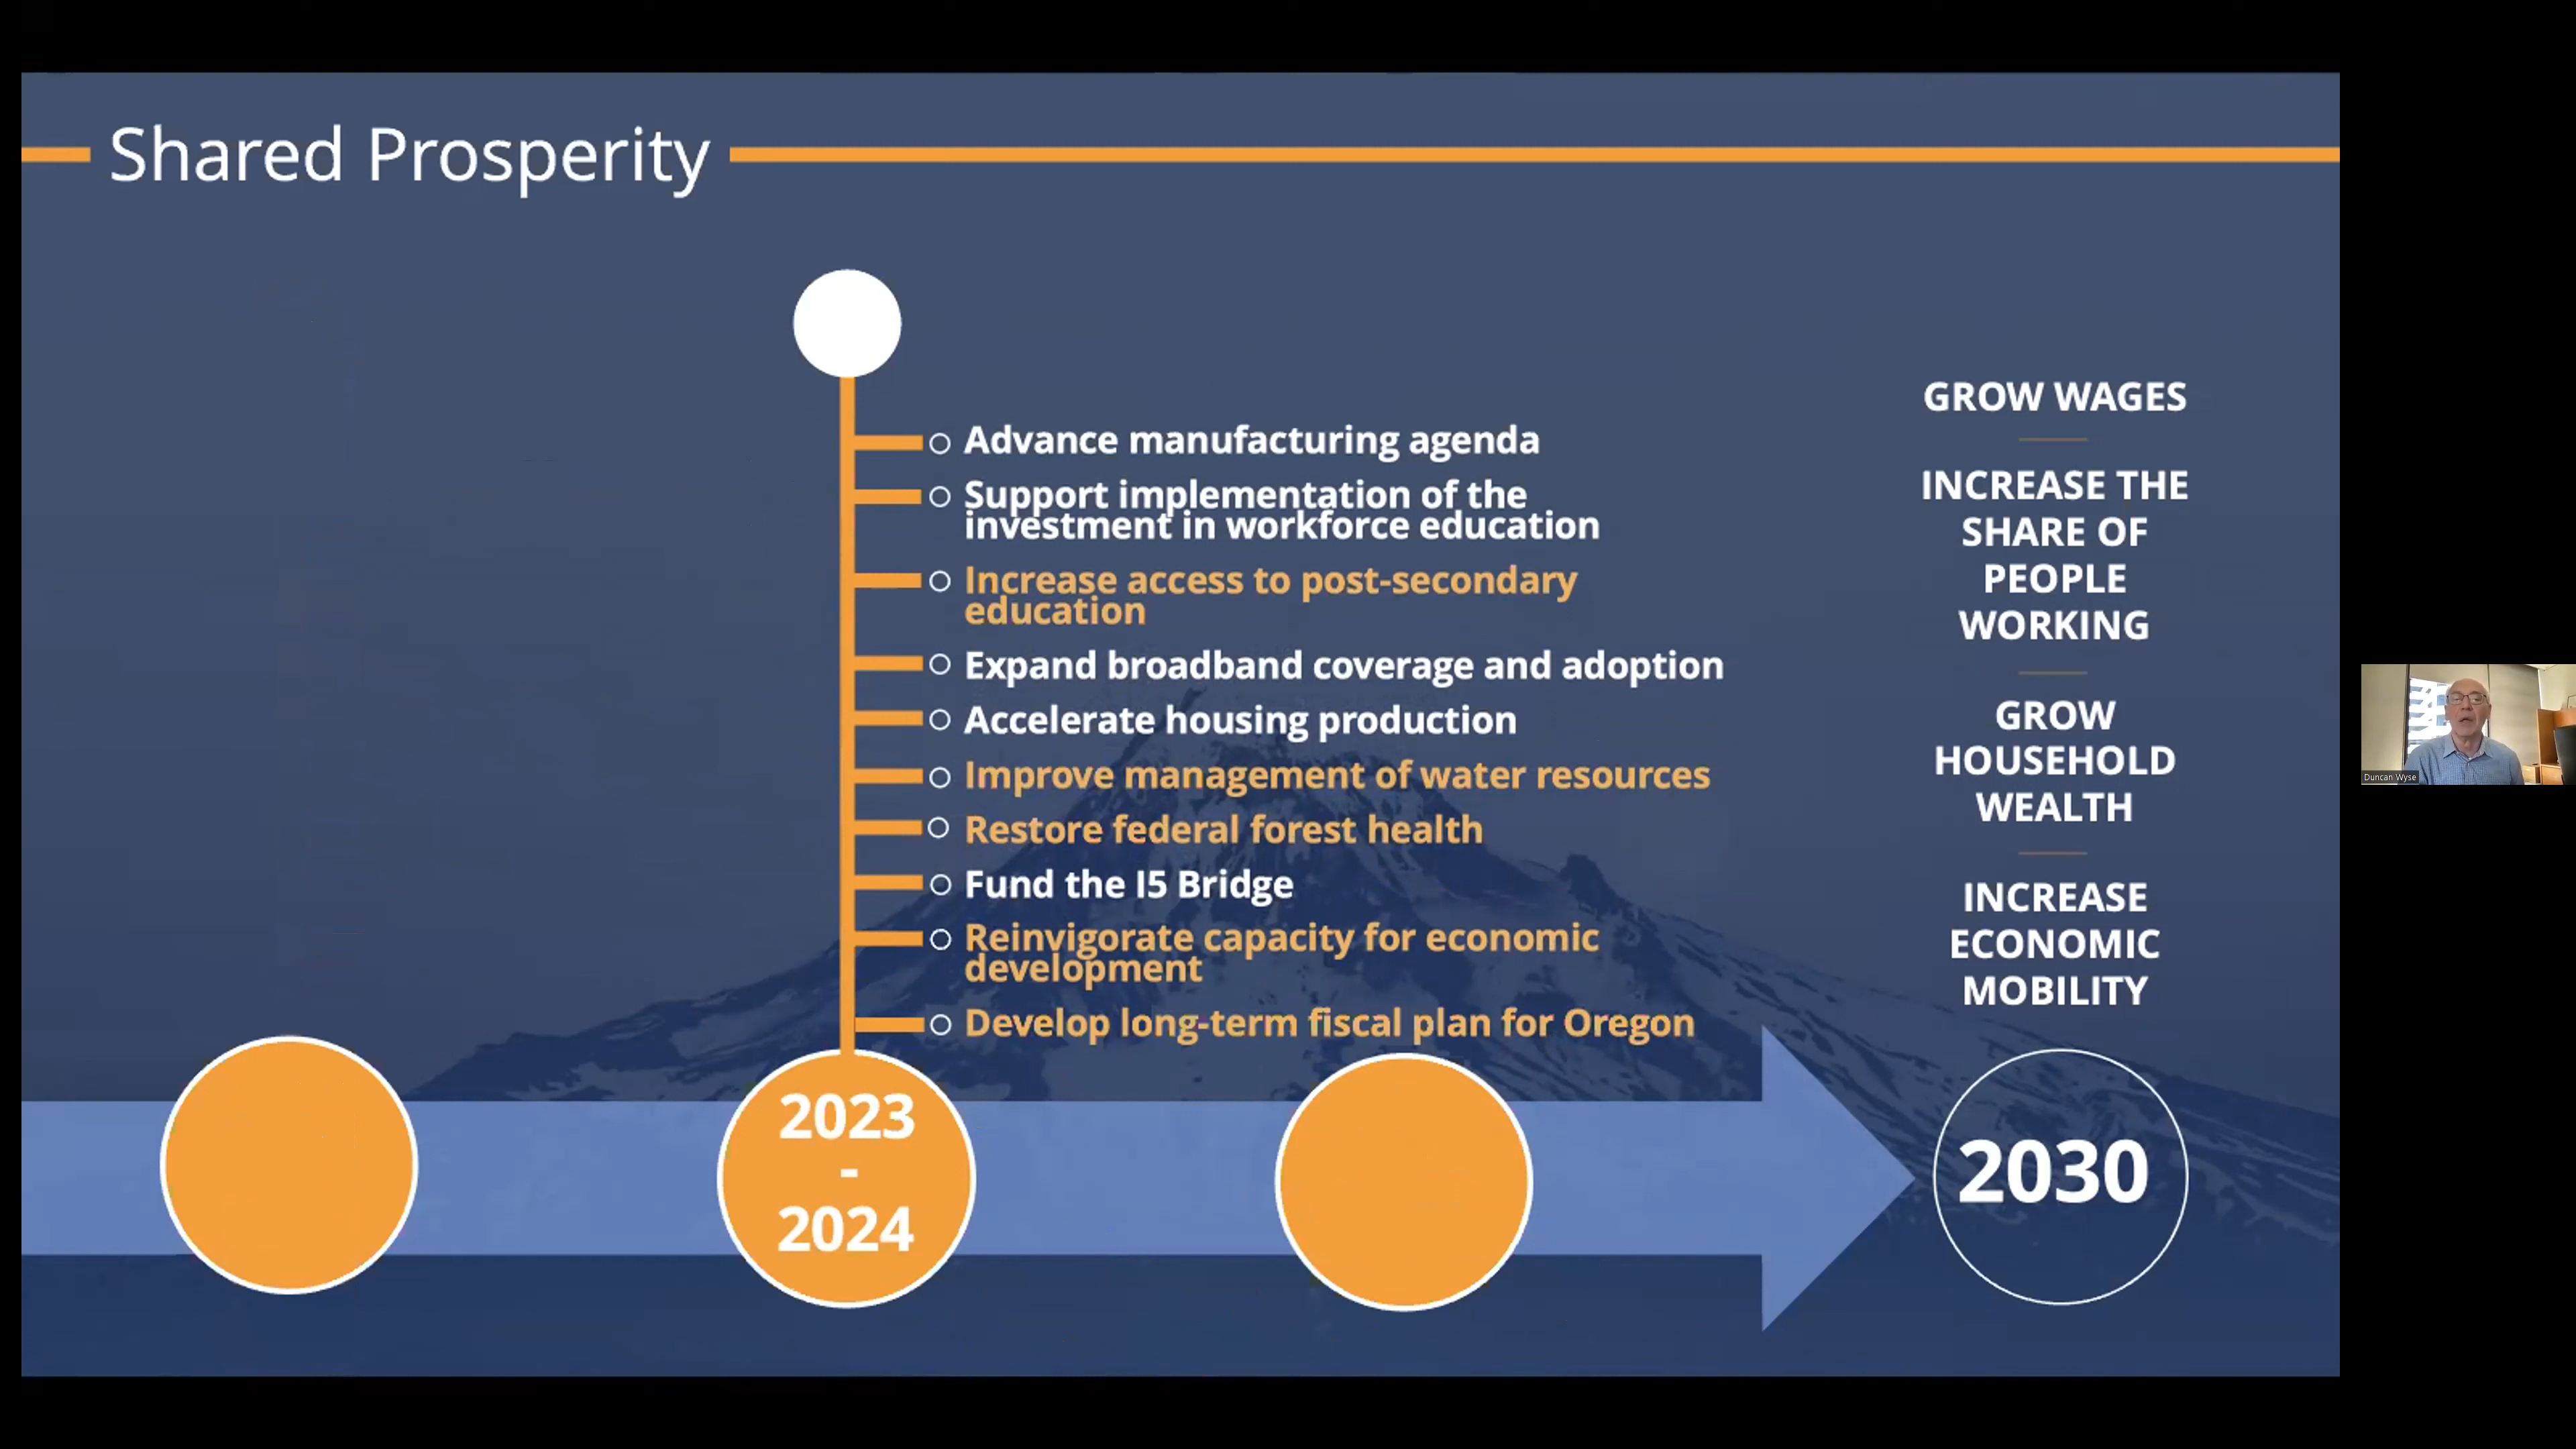 Shared Prosperity
Advance manufacturing agenda
Support implementation of the
investment in workforce education
Increase access to post-secondary
education
Expand broadband coverage and adoption
Accelerate housing production
Improve management of water resources
Restore federal forest health
Fund the I5 Bridge
Reinvigorate capacity for economic
development
Develop long-term fiscal plan for Oregon
2023
-
2024
GROW WAGES
INCREASE THE
SHARE OF
PEOPLE
WORKING
GROW
HOUSEHOLD
WEALTH
INCREASE
ECONOMIC
MOBILITY
2030
Duncan Wyse